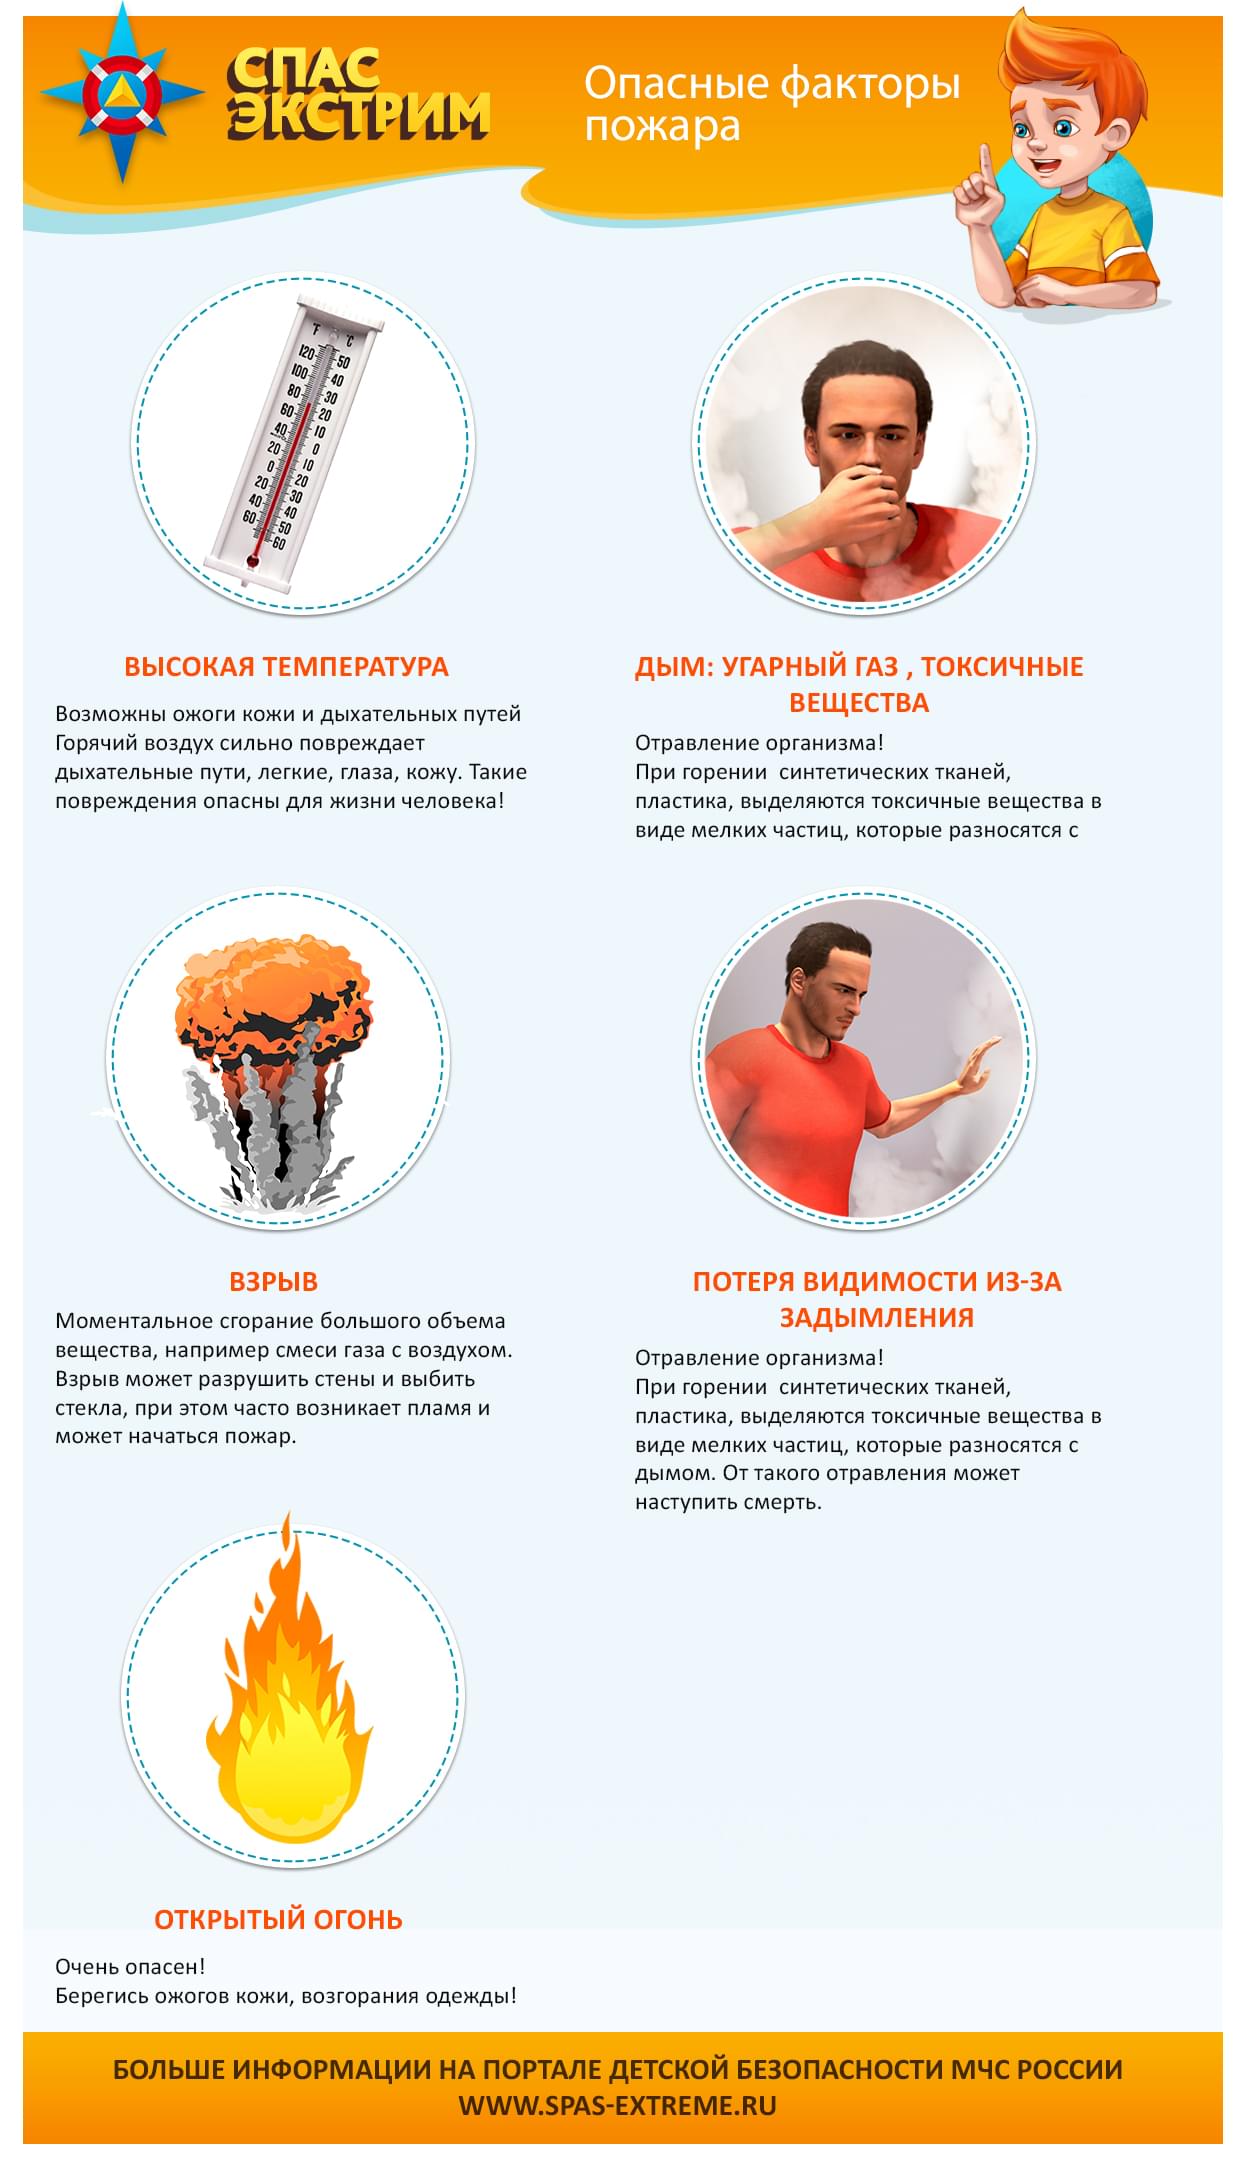 СПАС
ЭКСТРИМ
Опасные факторы
пожара
°F °C
120 50
100 40
80 30
60 20
40 10
20 0
0 10
20 20
40 30
60 40
50
60
ВЫСОКАЯ ТЕМПЕРАТУРА
Возможны ожоги кожи и дыхательных путей
Горячий воздух сильно повреждает
дыхательные пути, легкие, глаза, кожу. Такие
повреждения опасны для жизни человека!
ДЫМ: УГАРНЫЙ ГАЗ , ТОКСИЧНЫЕ
ВЕЩЕСТВА
Отравление организма!
При горении  синтетических тканей,
пластика, выделяются токсичные вещества в
виде мелких частиц, которые разносятся с
ВЗРЫВ
Моментальное сгорание большого объема
вещества, например смеси газа с воздухом.
Взрыв может разрушить стены и выбить
стекла, при этом часто возникает пламя и
может начаться пожар.
ПОТЕРЯ ВИДИМОСТИ ИЗ-ЗА
ЗАДЫМЛЕНИЯ
Отравление организма!
При горении  синтетических тканей,
пластика, выделяются токсичные вещества в
виде мелких частиц, которые разносятся с
дымом. От такого отравления может
наступить смерть.
ОТКРЫТЫЙ ОГОНЬ
Очень опасен!
Берегись ожогов кожи, возгорания одежды!
БОЛЬШЕ ИНФОРМАЦИИ НА ПОРТАЛЕ ДЕТСКОЙ БЕЗОПАСНОСТИ МЧС РОССИИ
WWW.SPAS-EXTREME.RU